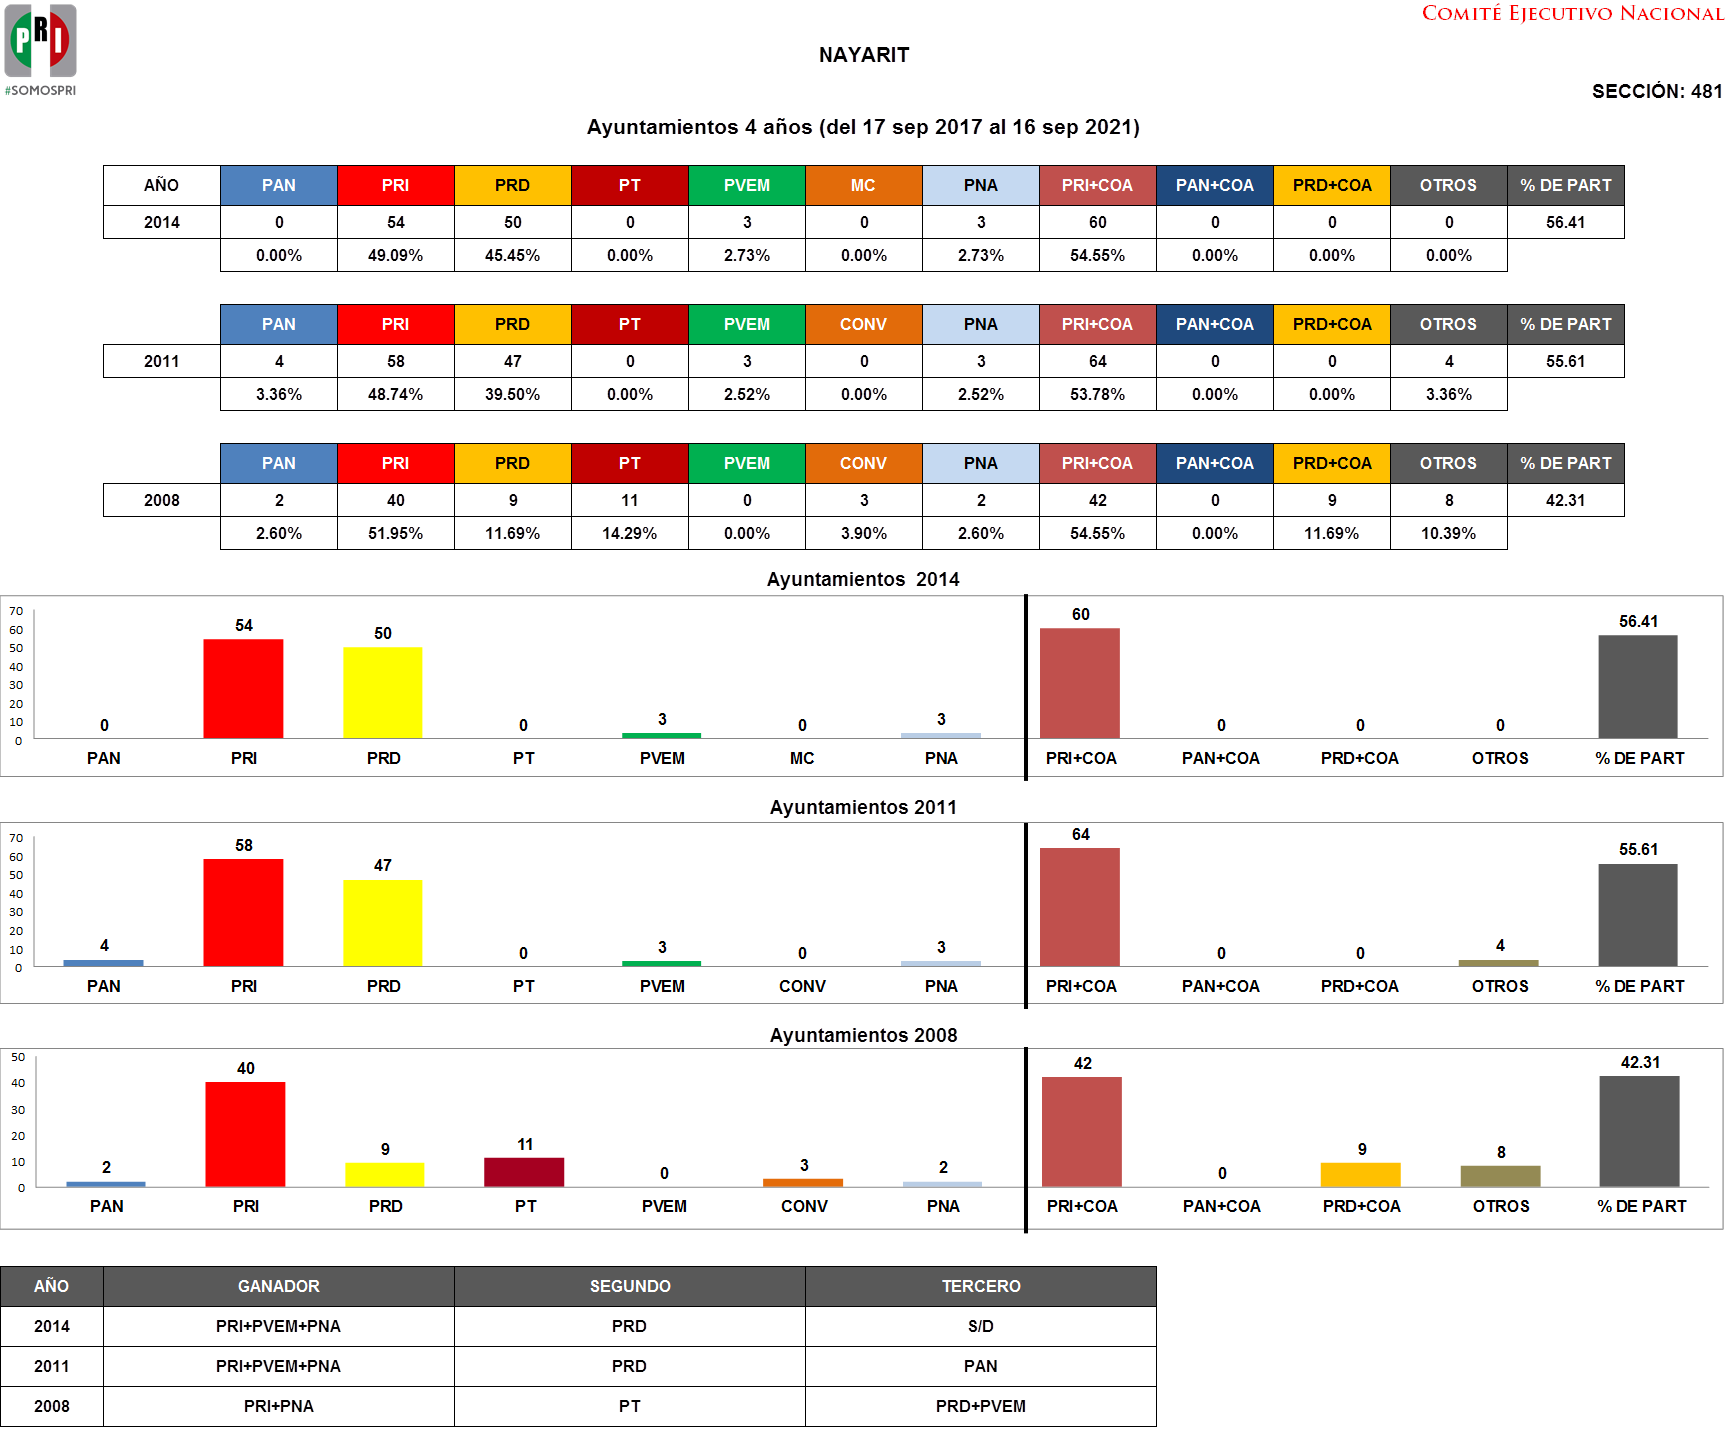 PRI
#SOMOSPRI
COMITÉ EJECUTIVO NACIONAL
NAYARIT
SECCIÓN: 481
Ayuntamientos 4 años (del 17 sep 2017 al 16 sep 2021)
AÑO PAN PRI PRD PT PVEM MC PNA PRI+COA PAN+COA PRD+COA OTROS % DE PART
2014 0 54 50 0 3 0 3 60 0 0 0 56.41
0.00% 49.09% 45.45% 0.00% 2.73% 0.00% 2.73% 54.55% 0.00% 0.00% 0.00%
PAN PRI PRD PT PVEM CONV PNA PRI+COA PAN+COA PRD+COA OTROS % DE PART
2011 4 58 47 0 3 0 3 64 0 0 4 55.61
3.36% 48.74% 39.50% 0.00% 2.52% 0.00% 2.52% 53.78% 0.00% 0.00% 3.36%
PAN PRI PRD PT PVEM CONV PNA PRI+COA PAN+COA PRD+COA OTROS % DE PART
2008 2 40 9 11 0 3 2 42 0 9 8 42.31
2.60% 51.95% 11.69% 14.29% 0.00% 3.90% 2.60% 54.55% 0.00% 11.69% 10.39%
Ayuntamientos 2014
70
60
50
40
30
20
10
0
54 50 0 0 3 0 3 60 0 0 0 56.41
PAN PRI PRD PT PVEM MC PNA PRI+COA PAN+COA PRD+COA OTROS % DE PART
Ayuntamientos 2011
70
60
50
40
30
20
10
0
4 58 47 0 3 0 3 64 0 0 4 55.61
PAN PRI PRD PT PVEM CONV PNA PRI+COA PAN+COA PRD+COA OTROS % DE PART
Ayuntamientos 2008
50
40
30
20
10
0
2 40 9 11 0 3 2 42 0 9 8 42.31
PAN PRI PRD PT PVEM CONV PNA PRI+COA PAN+COA PRD+COA OTROS % DE PART
AÑO GANADOR SEGUNDO TERCERO
2014 PRI+PVEM+PNA PRD S/D
2011 PRI+PVEM+PNA PRD PAN
2008 PRI+PNA PT PRD+PVEM